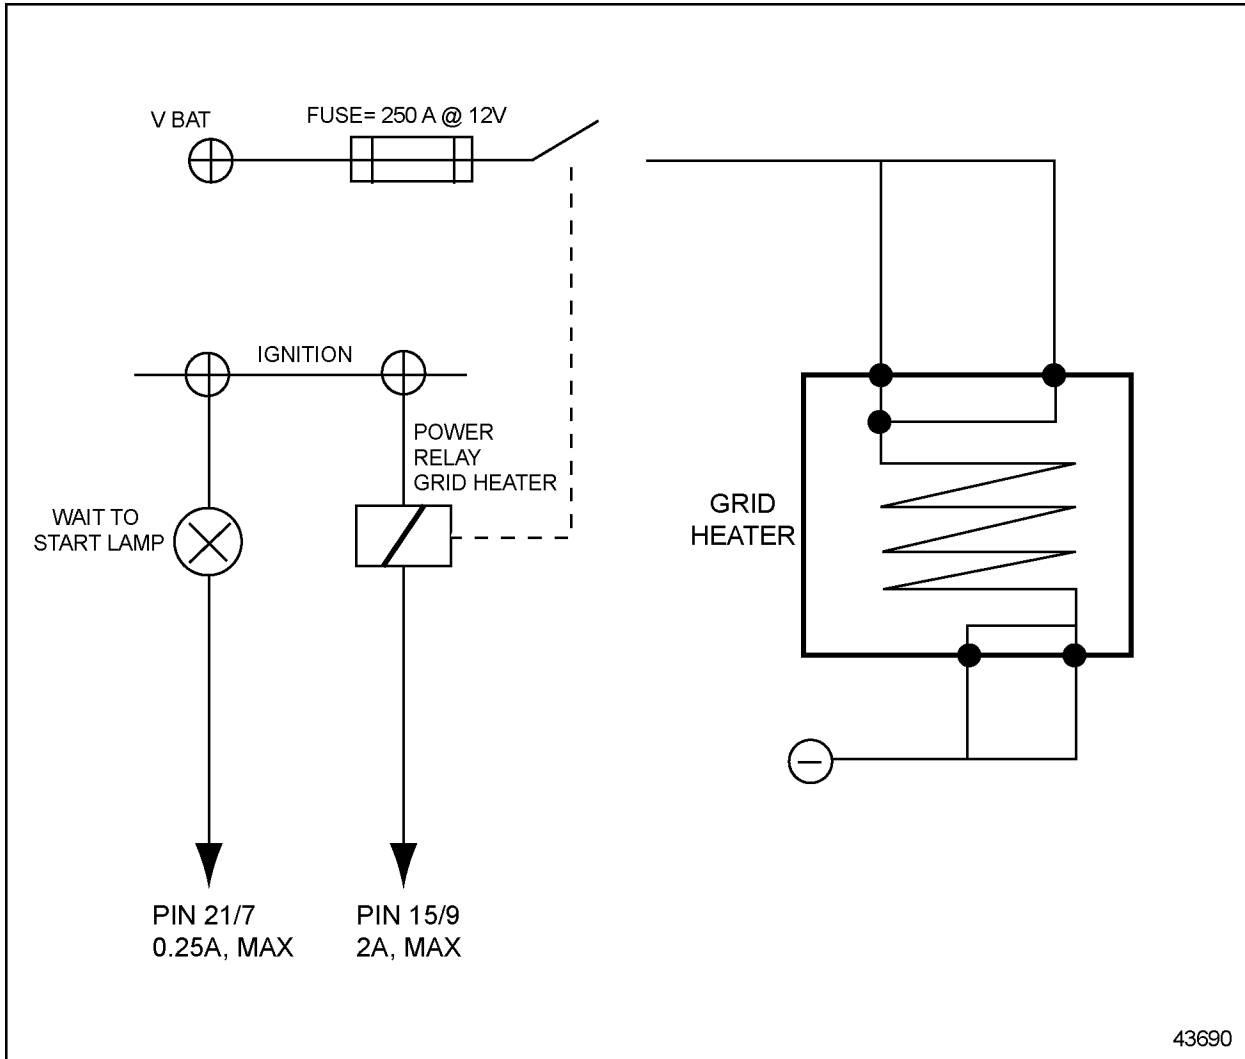 V BAT
FUSE= 250 A @ 12V
IGNITION
POWER
RELAY
GRID HEATER
WAIT TO
START LAMP
GRID
HEATER
PIN 21/7
0.25A, MAX
PIN 15/9
2A, MAX
43690